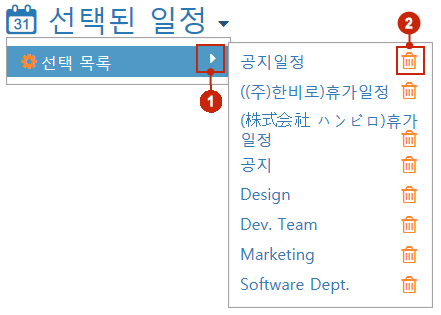 31 선택된 일정
선택 목록
1
2
공지일정
((주)한비로)휴가일정
(株式会社 ハンビロ)휴가
일정
공지
Design
Dev. Team
Marketing
Software Dept.